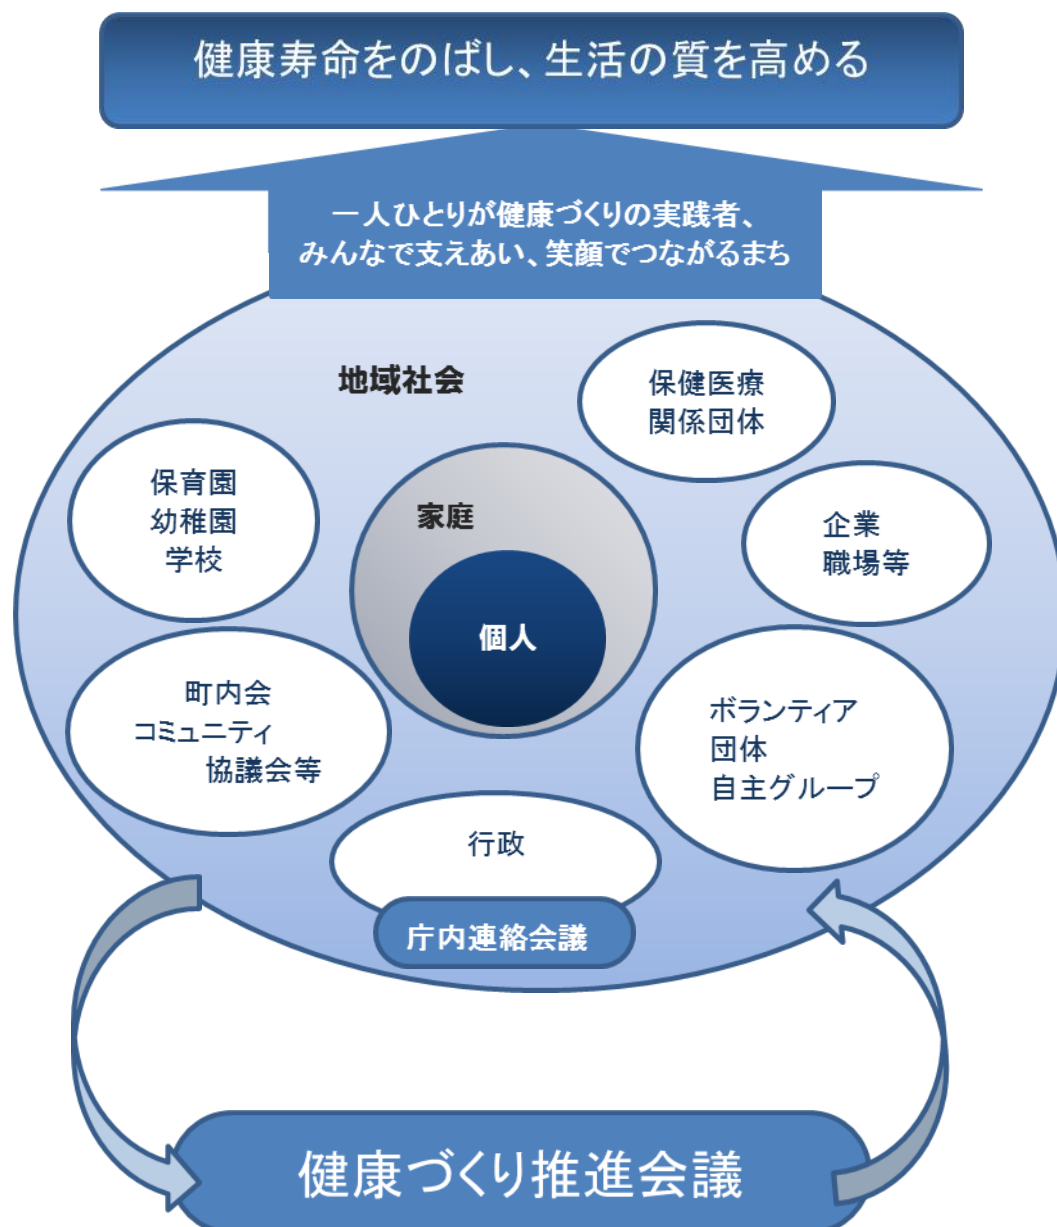 健康寿命をのばし、生活の質を高める
一人ひとりが健康づくりの実践者、
みんなで支えあい、笑顔でつながるまち
地域社会
保健医療
関係団体
保育園
幼稚園
学校
家庭
企業
職場等
個人
町内会
コミュニティ
協議会等
ボランティア
団体
自主グループ
行政
庁内連絡会議
健康づくり推進会議